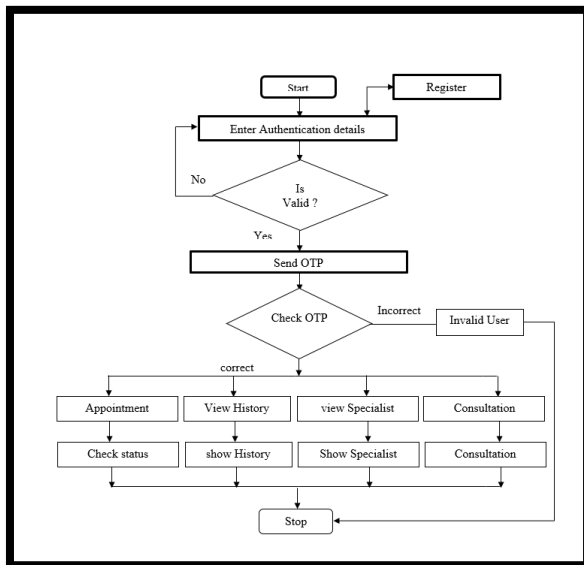 Start
Register
Enter Authentication details
No
Is
Valid ?
Yes
Send OTP
Check OTP
Incorrect
Invalid User
correct
Appointment
View History
view Specialist
Consultation
Check status
show History
Show Specialist
Consultation
Stop